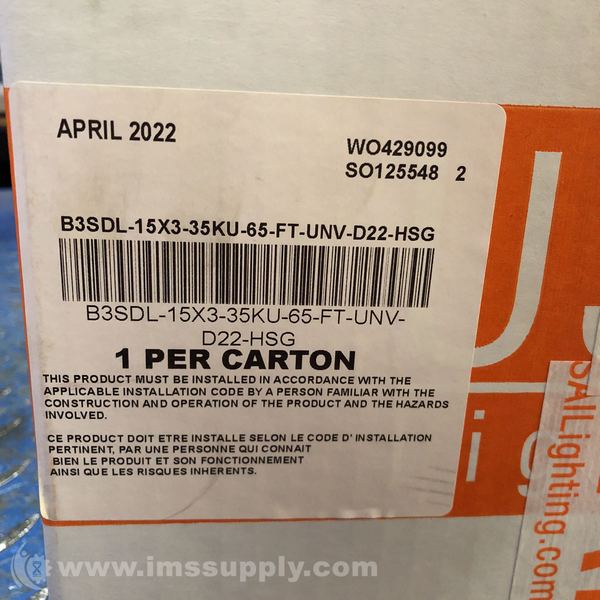 APRIL 2022
WO429099
SO125548 2
B3SDL-15X3-35KU-65-FT-UNV-D22-HSG
B3SDL-15X3-35KU-65-FT-UNV-
D22-HSG
1 PER CARTON
THIS PRODUCT MUST BE INSTALLED IN ACCORDANCE WITH THE
APPLICABLE INSTALLATION CODE BY A PERSON FAMILIAR WITH THE
CONSTRUCTION AND OPERATION OF THE PRODUCT AND THE HAZARDS
INVOLVED.
CE PRODUCT DOIT ETRE INSTALLE SELON LE CODE D' INSTALLATION
PERTINENT, PAR UNE PERSONNE QUI CONNAIT
BIEN LE PRODUIT ET SON FONCTIONNEMENT
AINSI QUE LES RISQUES INHERENTS.
SAILighting.com
www.imssupply.com